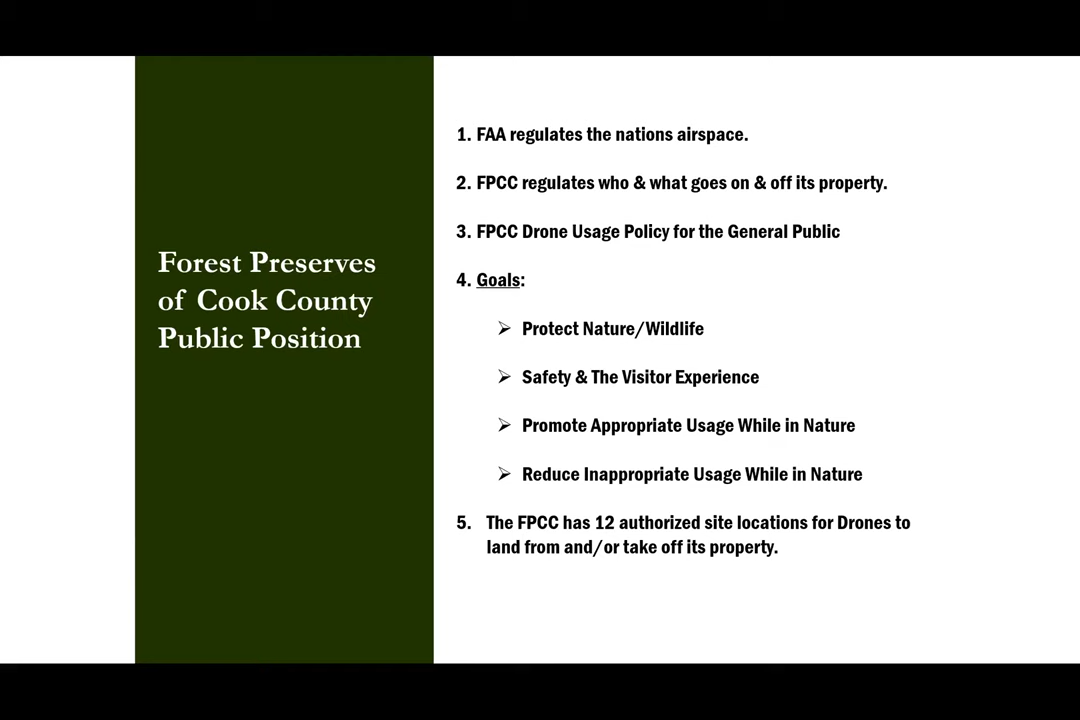 Forest Preserves
of Cook County
Public Position
1. FAA regulates the nations airspace.
2. FPCC regulates who & what goes on & off its property.
3. FPCC Drone Usage Policy for the General Public
4. Goals:
➢ Protect Nature/Wildlife
➢ Safety & The Visitor Experience
➢ Promote Appropriate Usage While in Nature
➢ Reduce Inappropriate Usage While in Nature
5. The FPCC has 12 authorized site locations for Drones to
land from and/or take off its property.